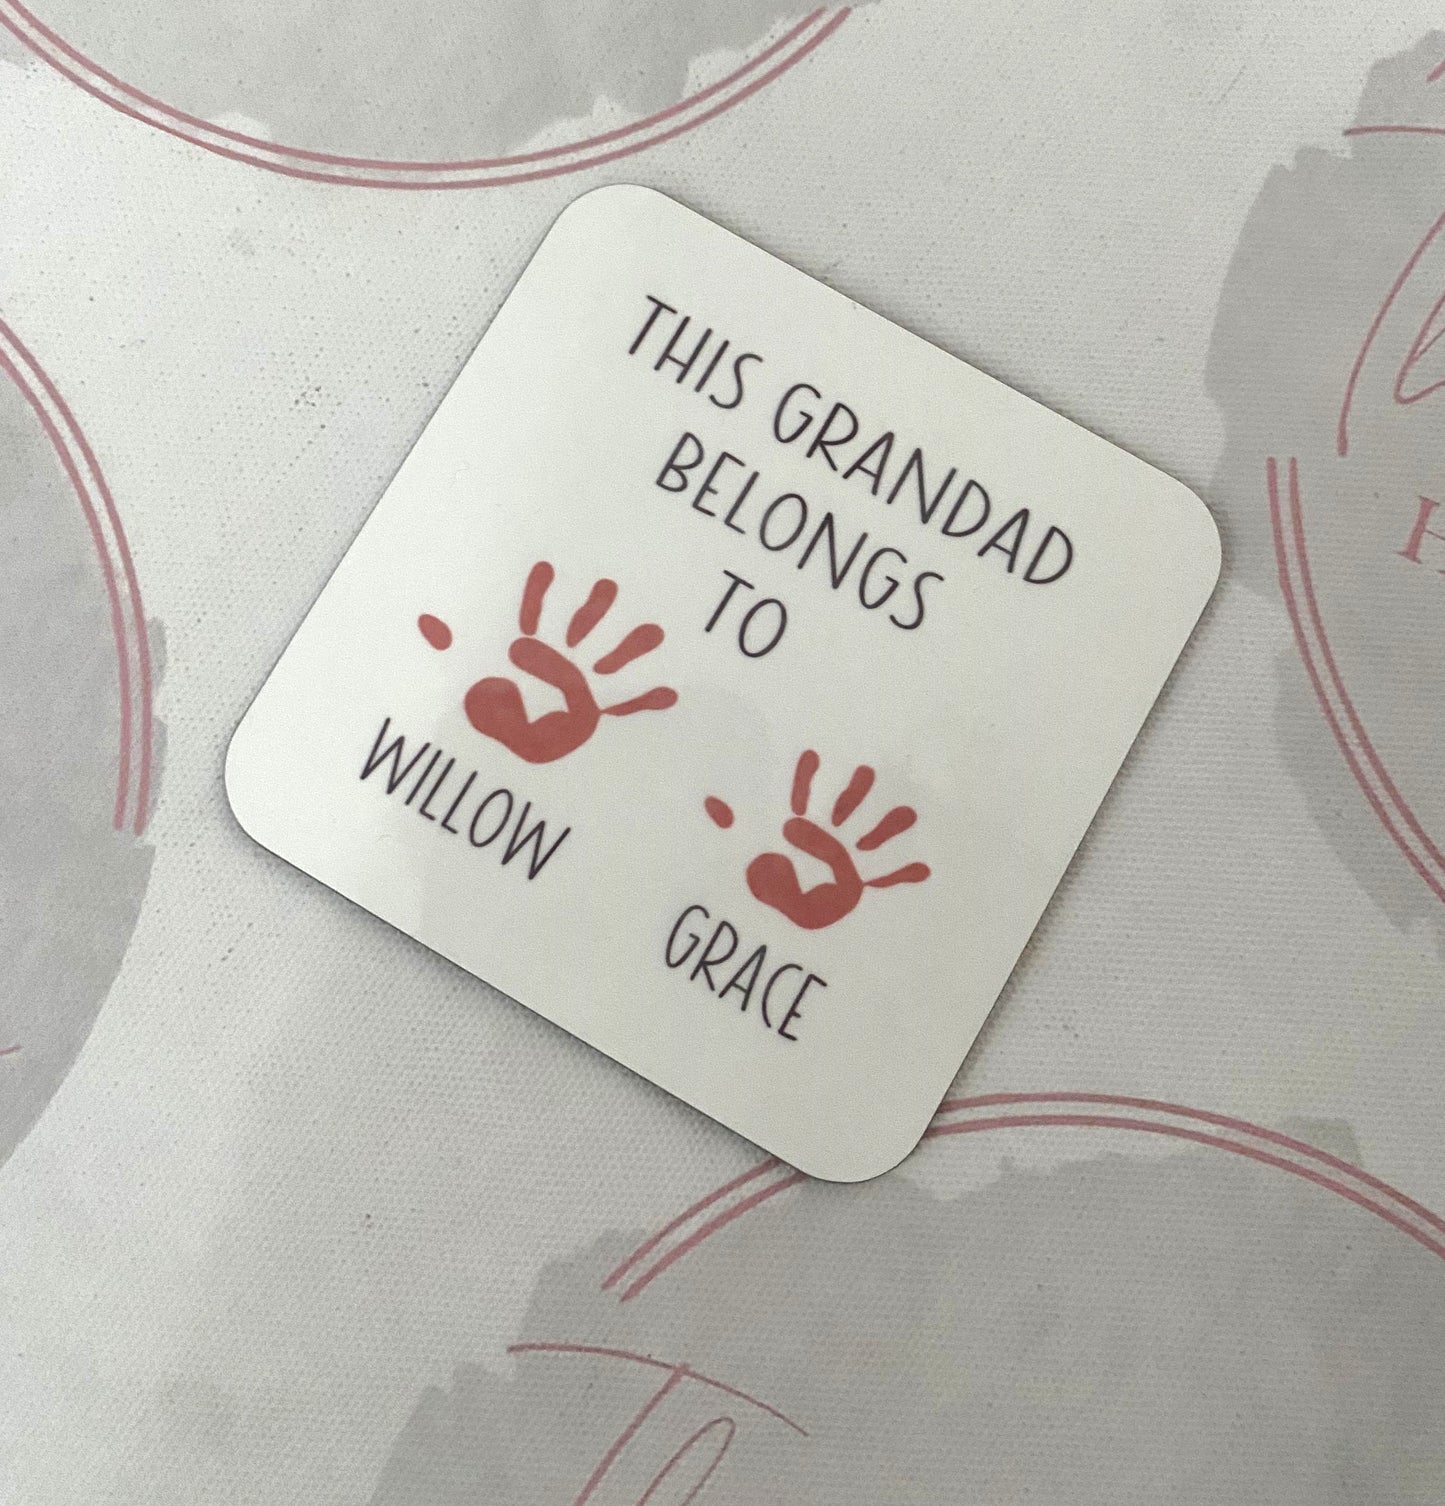 THIS GRANDAD
BELONGS
TO
WILLOW
GRACE